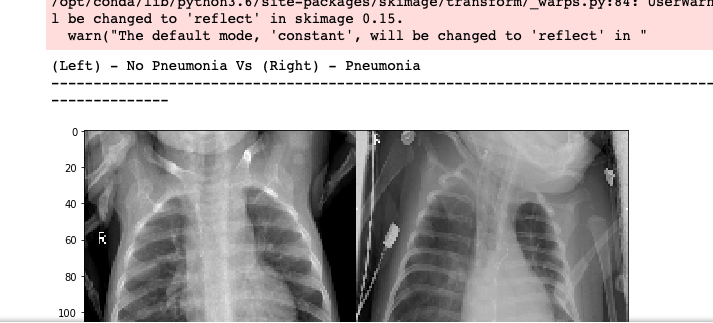 /opt/conda/lib/python3.6/site-packages/skimage/transform/_warps.py:84: UserWarn
l be changed to 'reflect' in skimage 0.15.
warn("The default mode, 'constant', will be changed to 'reflect' in "
(Left) - No Pneumonia Vs (Right) - Pneumonia
--------------------------------------------------------------------------------
--------------
0
20
40
60
80
100
R
R